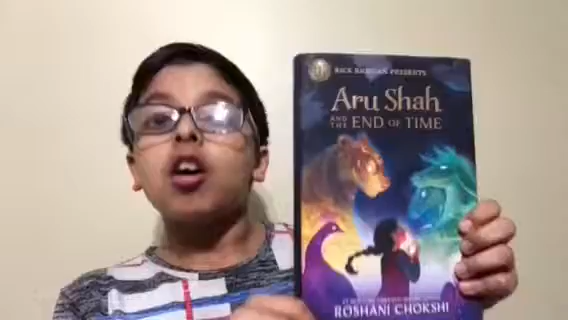 RICK RIORDAN PRESENTS
Aru Shah
AND THE END OF TIME
ROSHANI CHOKSHI